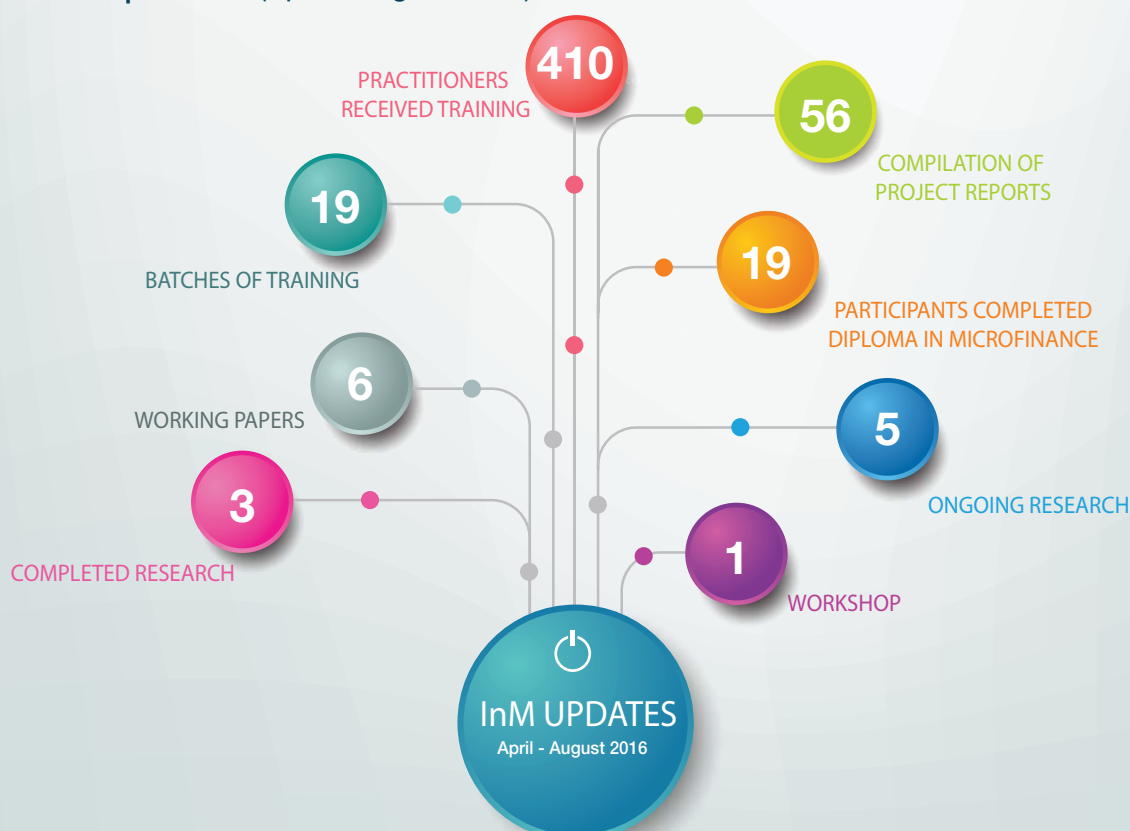 410
PRACTITIONERS
RECEIVED TRAINING
56
COMPILATION OF
PROJECT REPORTS
19
BATCHES OF TRAINING
19
PARTICIPANTS COMPLETED
DIPLOMA IN MICROFINANCE
6
WORKING PAPERS
5
ONGOING RESEARCH
3
COMPLETED RESEARCH
1
WORKSHOP
InM UPDATES
April - August 2016